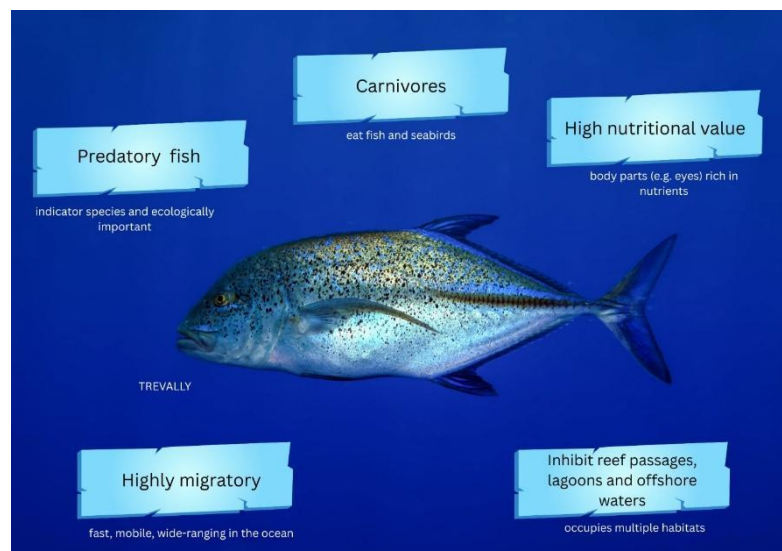 Carnivores
eat fish and seabirds
High nutritional value
body parts (e.g. eyes) rich in
nutrients
Predatory fish
indicator species and ecologically
important
TREVALLY
Highly migratory
fast, mobile, wide-ranging in the ocean
Inhibit reef passages,
lagoons and offshore
waters
occupies multiple habitats